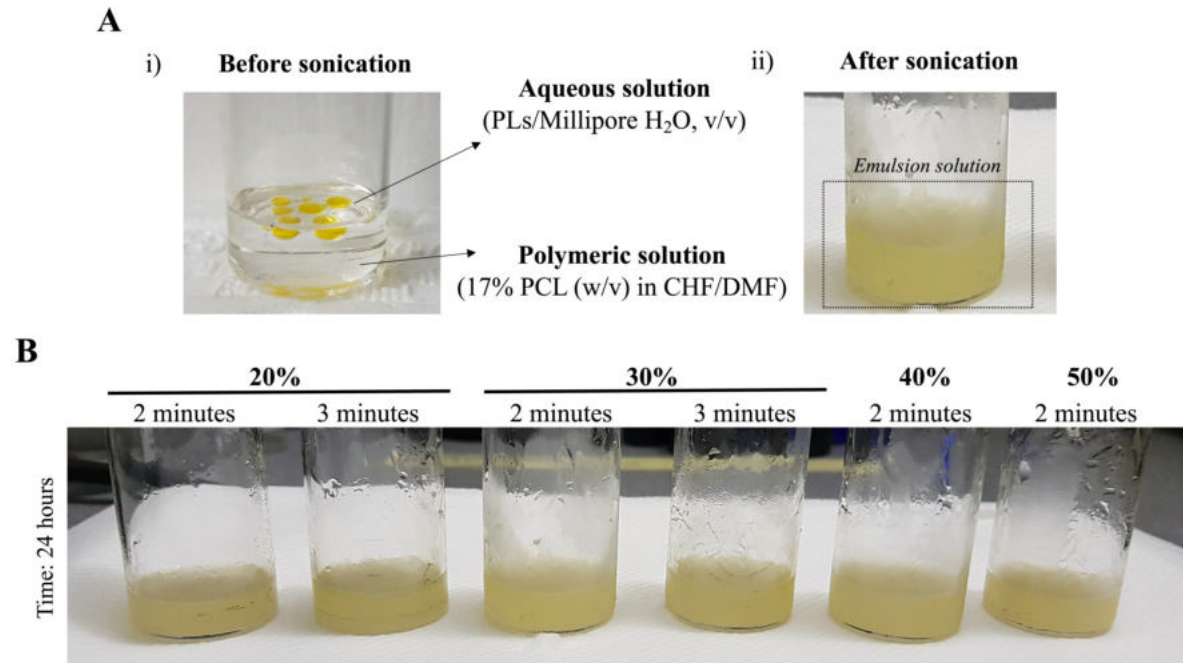 A
i)
Before sonication
Aqueous solution
(PLs/Millipore H₂O, v/v)
Polymeric solution
(17% PCL (w/v) in CHF/DMF)
ii)
After sonication
Emulsion solution
B
20% 30% 40% 50%
2 minutes 3 minutes 2 minutes 3 minutes 2 minutes 2 minutes
Time: 24 hours